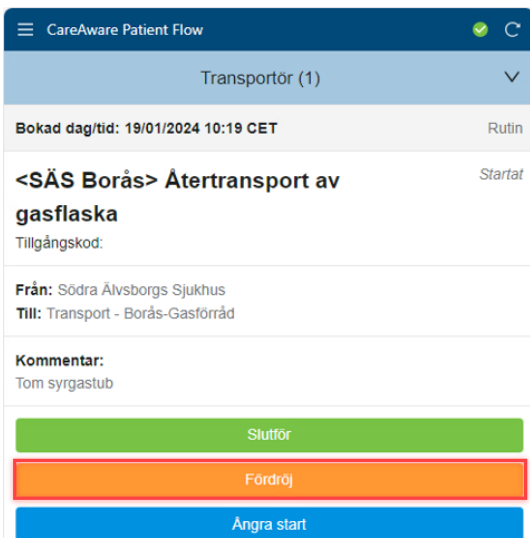 CareAware Patient Flow
Transportör (1)
Bokad dag/tid: 19/01/2024 10:19 CET Rutin
<SÄS Borås> Återtransport av Startat
gasflaska
Tillgångskod:
Från: Södra Älvsborgs Sjukhus
Till: Transport - Borås-Gasförråd
Kommentar:
Tom syrgastub
Slutför
Fördröj
Ångra start